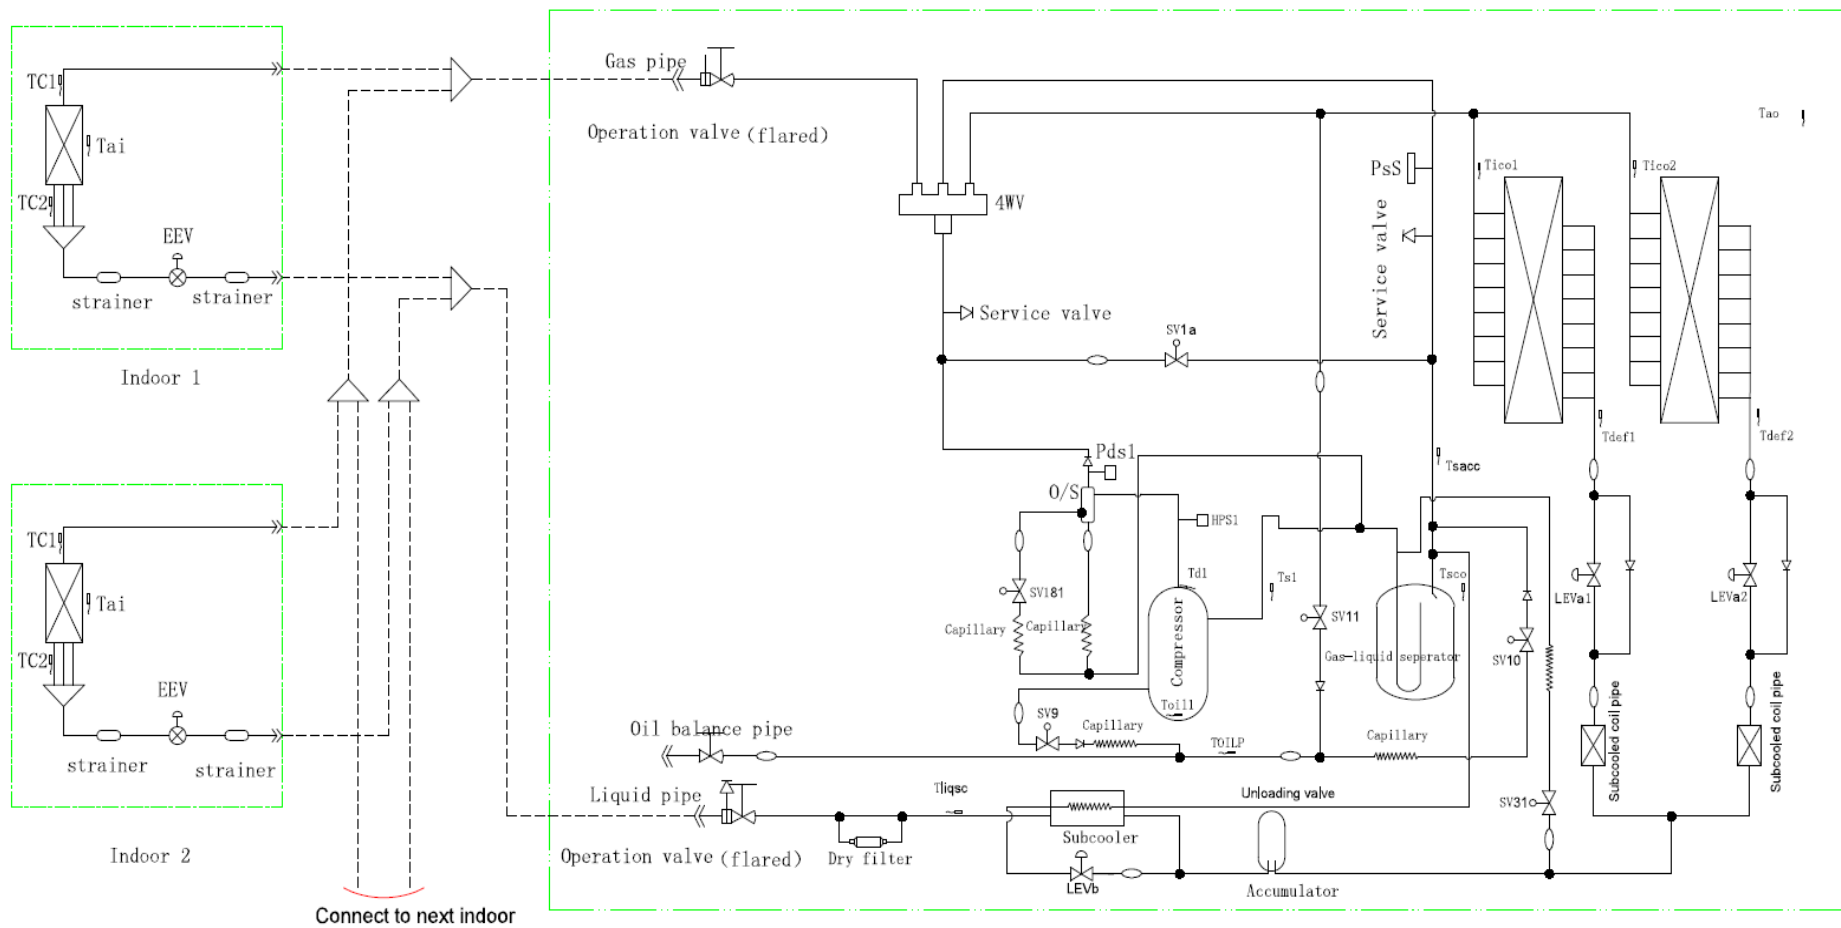 Gas pipe
Operation valve (flared)
TC1
Tai
TC2
EEV
strainer
strainer
Indoor 1
4WV
PsS
Service valve
Tao
Tico1
Tico2
Service valve
SV1a
Tdef1
Tdef2
Tsacc
Pds1
O/S
HPS1
Td1
Ts1
Tsco
SV181
Capillary
Capillary
Compressor
SV11
Gas-liquid seperator
SV10
LEVa1
LEVa2
TC1
Tai
TC2
EEV
strainer
strainer
Indoor 2
Toil1
SV9
Capillary
Oil balance pipe
TOILP
Capillary
Subcooled coil pipe
Subcooled coil pipe
Liquid pipe
Tliqsc
Unloading valve
SV31
Operation valve (flared)
Dry filter
Subcooler
LEVb
Accumulator
Connect to next indoor